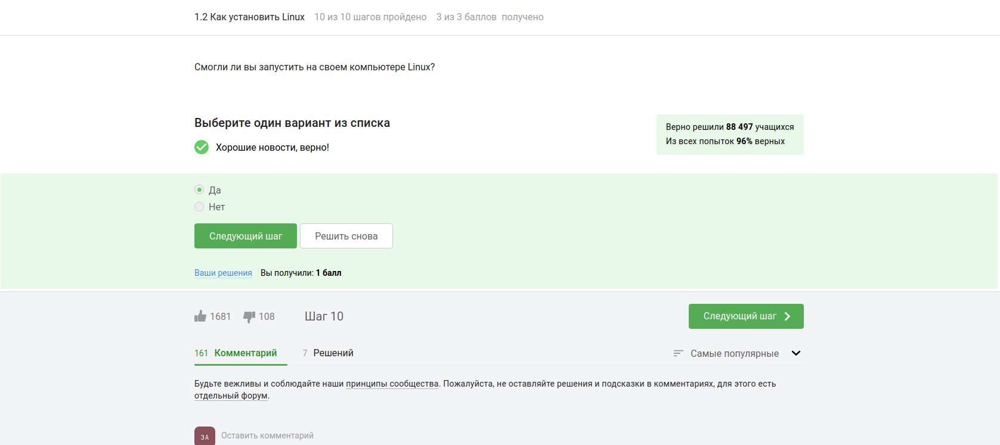 1.2 Как установить Linux 10 из 10 шагов пройдено 3 из 3 баллов получено
Смогли ли вы запустить на своем компьютере Linux?
Выберите один вариант из списка
Хорошие новости, верно!
Верно решили 88 497 учащихся
Из всех попыток 96% верных
Да
Нет
Следующий шаг Решить снова
Ваши решения Вы получили: 1 балл
1681 108 Шаг 10 Следующий шаг
161 Комментарий 7 Решений Самые популярные
Будьте вежливы и соблюдайте наши принципы сообщества. Пожалуйста, не оставляйте решения и подсказки в комментариях, для этого есть
отдельный форум.
ЭА Оставить комментарий